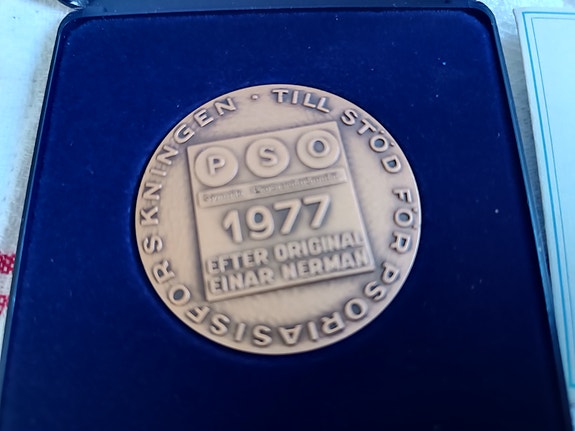 TILL STÖD FÖR PSORIASISFORSKNINGEN ·
PSO
1977
EFTER ORIGINAL
EINAR NERMAN